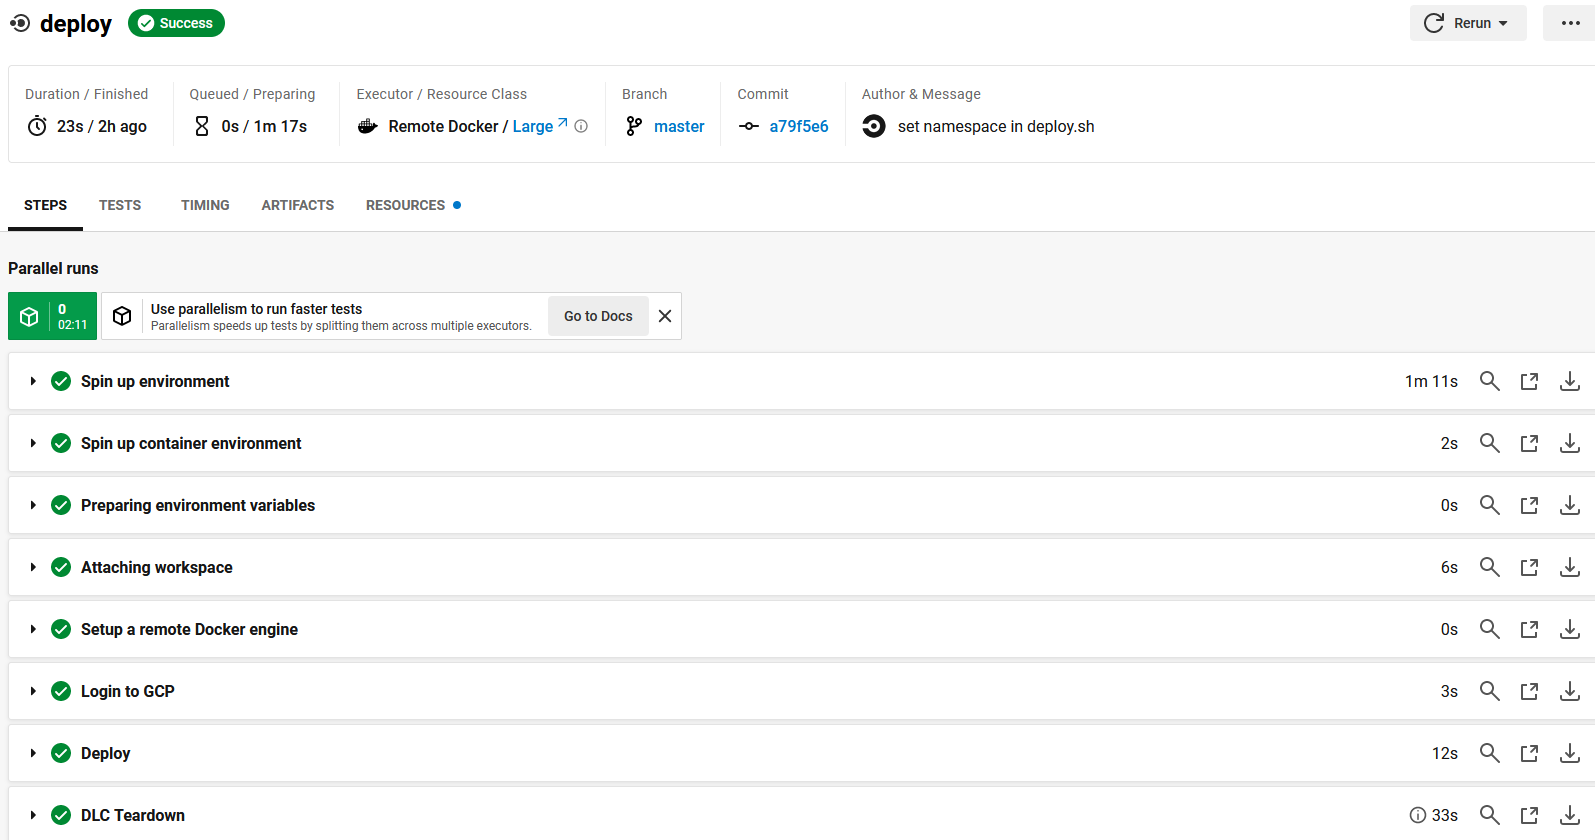 deploy Success Rerun
Duration / Finished Queued / Preparing Executor / Resource Class Branch Commit Author & Message
23s / 2h ago 0s / 1m 17s Remote Docker / Large master a79f5e6 set namespace in deploy.sh
STEPS TESTS TIMING ARTIFACTS RESOURCES
Parallel runs
0
02:11
Use parallelism to run faster tests
Parallelism speeds up tests by splitting them across multiple executors.
Go to Docs
Spin up environment 1m 11s
Spin up container environment 2s
Preparing environment variables 0s
Attaching workspace 6s
Setup a remote Docker engine 0s
Login to GCP 3s
Deploy 12s
DLC Teardown 33s